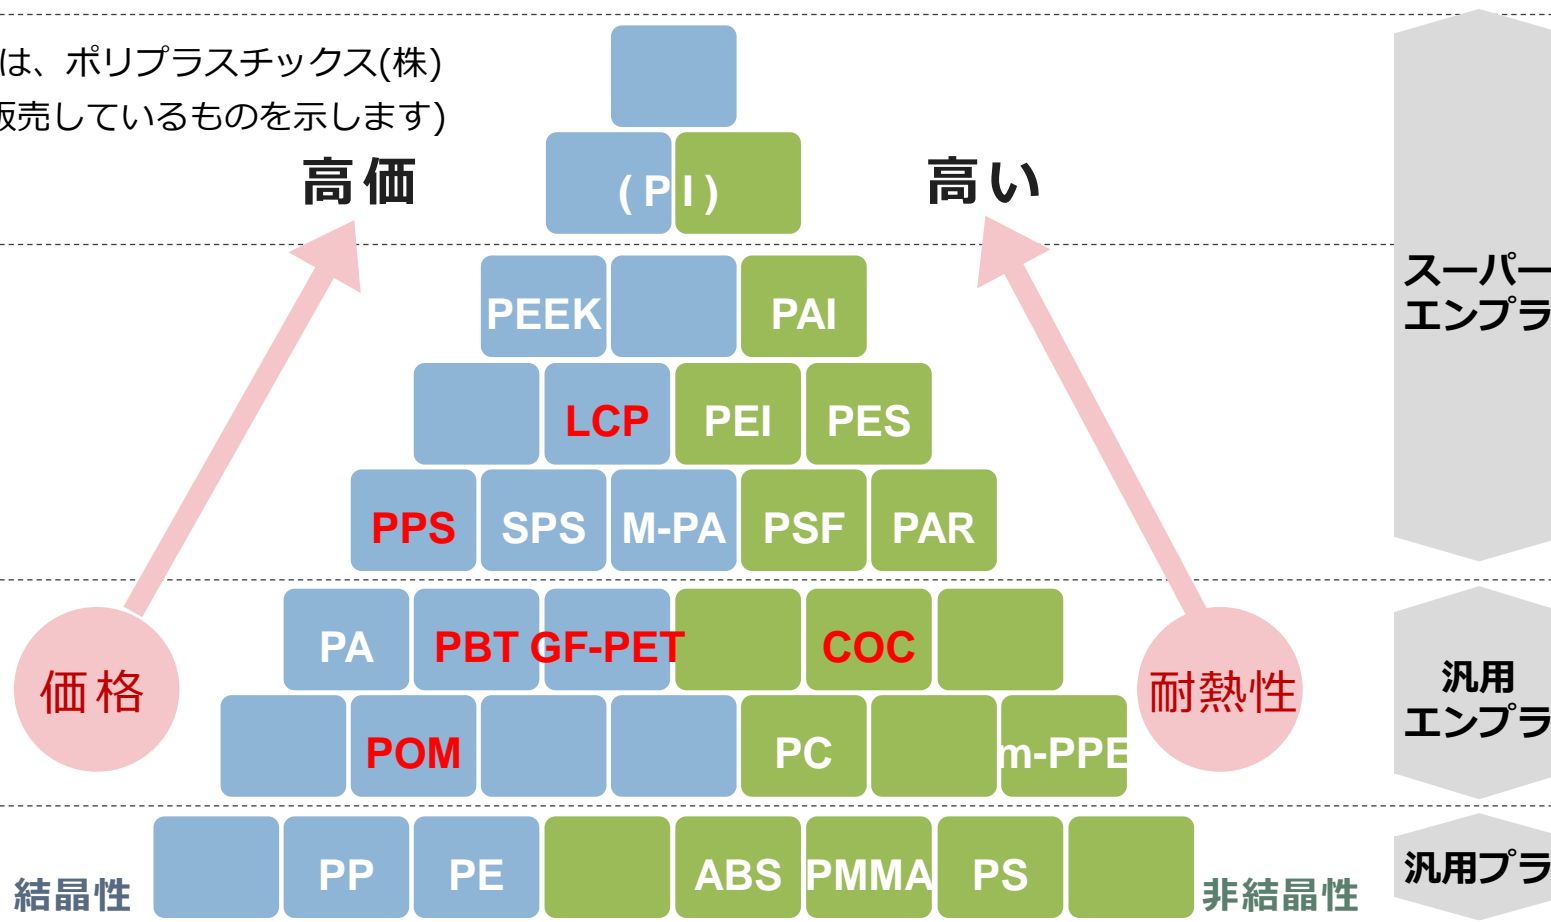 は、ポリプラスチックス(株)
販売しているものを示します)
高価
高い
(PI)
スーパー
エンプラ
PEEK
PAI
LCP
PEI
PES
PPS
SPS
M-PA
PSF
PAR
PA
PBT
GF-PET
COC
価格
耐熱性
汎用
エンプラ
POM
PC
m-PPE
結晶性
PP
PE
ABS
PMMA
PS
非結晶性
汎用プラ